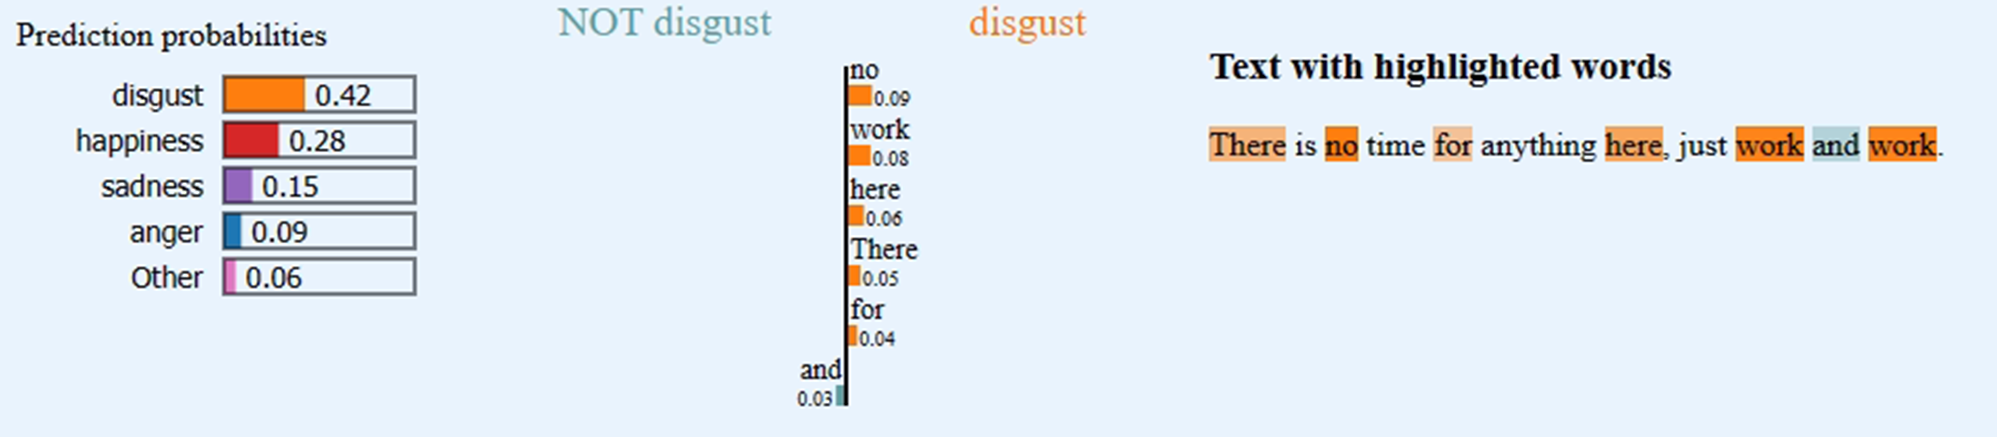 Prediction probabilities
disgust 0.42
happiness 0.28
sadness 0.15
anger 0.09
Other 0.06
NOT disgust disgust
no
0.09
work
0.08
here
0.06
There
0.05
for
0.04
and
0.03
Text with highlighted words
There is no time for anything here, just work and work.